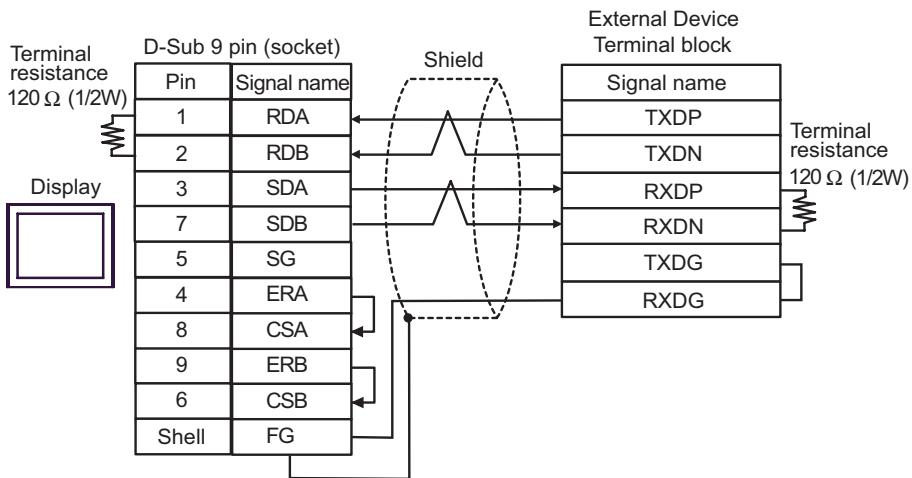 External Device
Terminal block
D-Sub 9 pin (socket)
Shield
Terminal
resistance
120 Ω (1/2W)
Display
Pin Signal name
1 RDA
2 RDB
3 SDA
7 SDB
5 SG
4 ERA
8 CSA
9 ERB
6 CSB
Shell FG
Signal name
TXDP
TXDN
RXDP
RXDN
TXDG
RXDG
Terminal
resistance
120 Ω (1/2W)